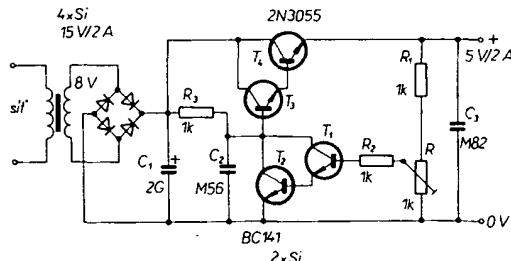 4xSi
15V/2A
2N3055
+
T₄
5V/2A
R₁
8V
R₃
T₃
1k
síť
1k
C₃
M82
C₁
+
C₂
T₂
T₁
R₂
R
2G
M56
1k
1k
0V
BC141
2xSi